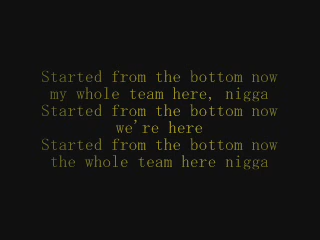 Started from the bottom now
my whole team here, nigga
Started from the bottom now
we're here
Started from the bottom now
the whole team here nigga